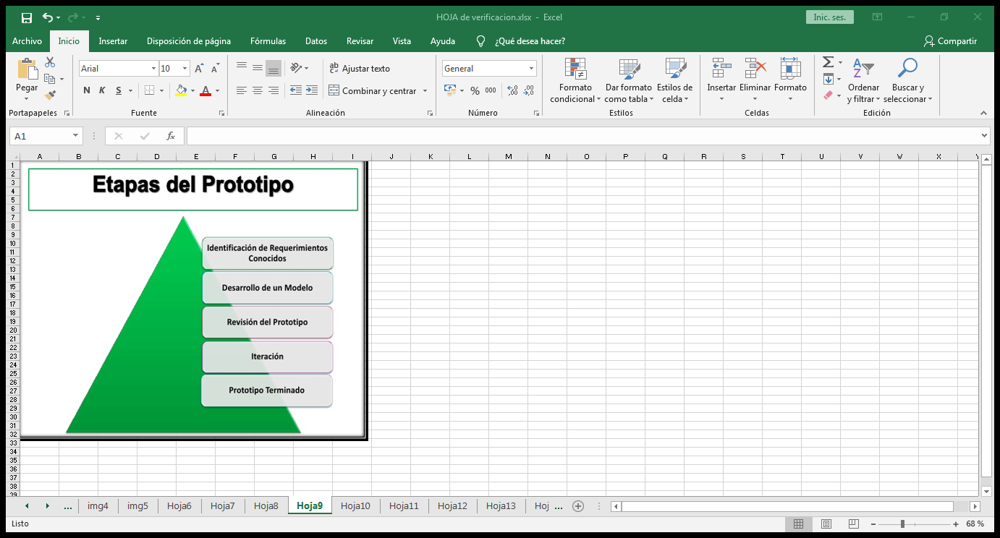 HOJA de verificacion.xlsx - Excel
Inic. ses.
Archivo Inicio Insertar Disposición de página Fórmulas Datos Revisar Vista Ayuda ¿Qué desea hacer? Compartir
Pegar
Portapapeles
Arial 10 A A
N K S A
Fuente
ab Ajustar texto
Combinar y centrar
Alineación
General
% 000
Número
Formato condicional
Dar formato como tabla
Estilos de celda
Estilos
Insertar Eliminar Formato
Celdas
Ordenar y filtrar
Buscar y seleccionar
Edición
A1 fx
A B C D E F G H I J K L M N O P Q R S T U V W X Y
1
2
3
4
5
6
7
8
9
10
11
12
13
14
15
16
17
18
19
20
21
22
23
24
25
26
27
28
29
30
31
32
33
34
35
36
37
38
39
Etapas del Prototipo
Identificación de Requerimientos
Conocidos
Desarrollo de un Modelo
Revisión del Prototipo
Iteración
Prototipo Terminado
... img4 img5 Hoja6 Hoja7 Hoja8 Hoja9 Hoja10 Hoja11 Hoja12 Hoja13 Hoj ...
Listo 68 %